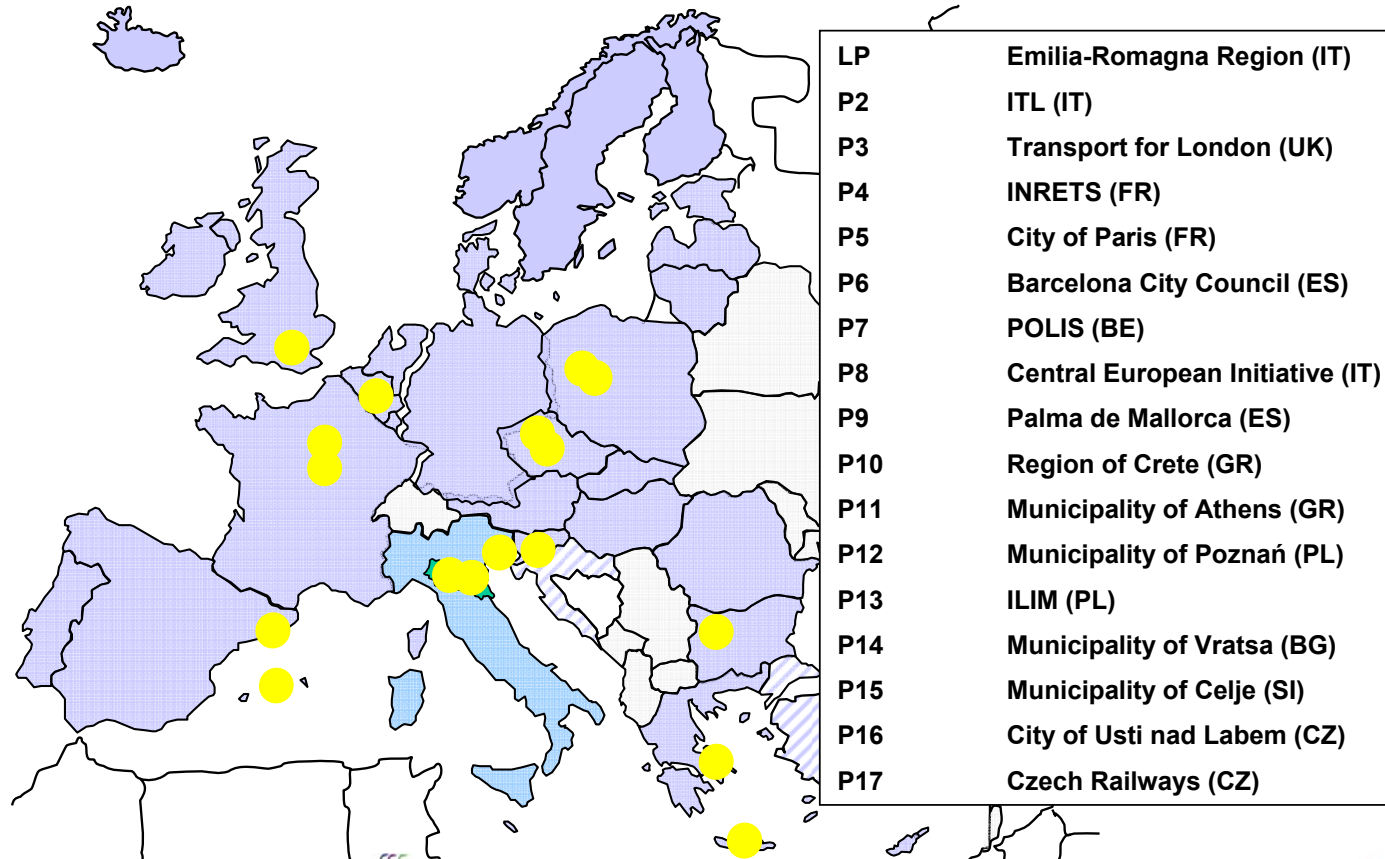 LP Emilia-Romagna Region (IT)
P2 ITL (IT)
P3 Transport for London (UK)
P4 INRETS (FR)
P5 City of Paris (FR)
P6 Barcelona City Council (ES)
P7 POLIS (BE)
P8 Central European Initiative (IT)
P9 Palma de Mallorca (ES)
P10 Region of Crete (GR)
P11 Municipality of Athens (GR)
P12 Municipality of Poznań (PL)
P13 ILIM (PL)
P14 Municipality of Vratsa (BG)
P15 Municipality of Celje (SI)
P16 City of Usti nad Labem (CZ)
P17 Czech Railways (CZ)